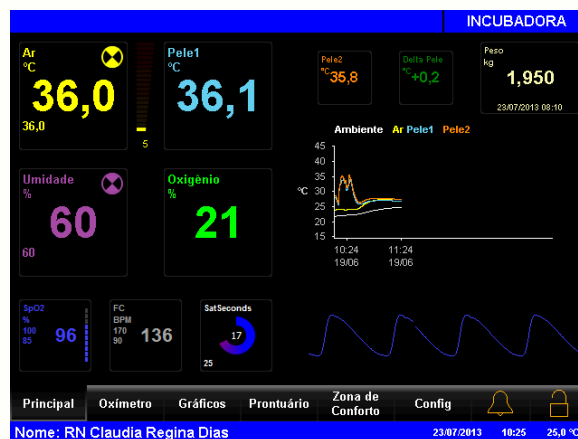 INCUBADORA
Ar
°C
36,0
36,0
5
Pele1
°C
36,1
Pele2
°C
35,8
Delta Pele
°C
+0,2
Peso
kg
1,950
23/07/2013 09:10
Umidade
%
60
60
Oxigênio
%
21
Ambiente Ar Pele1 Pele2
°C
45
40
35
30
25
20
15
10:24 11:24
19/06 19/06
SpO2
%
100
85
96
FC
BPM
170
90
136
SatSeconds
17
25
Principal Oxímetro Gráficos Prontuário Zona de Conforto Config
Nome: RN Claudia Regina Dias 23/07/2013 10:25 25,0 °C